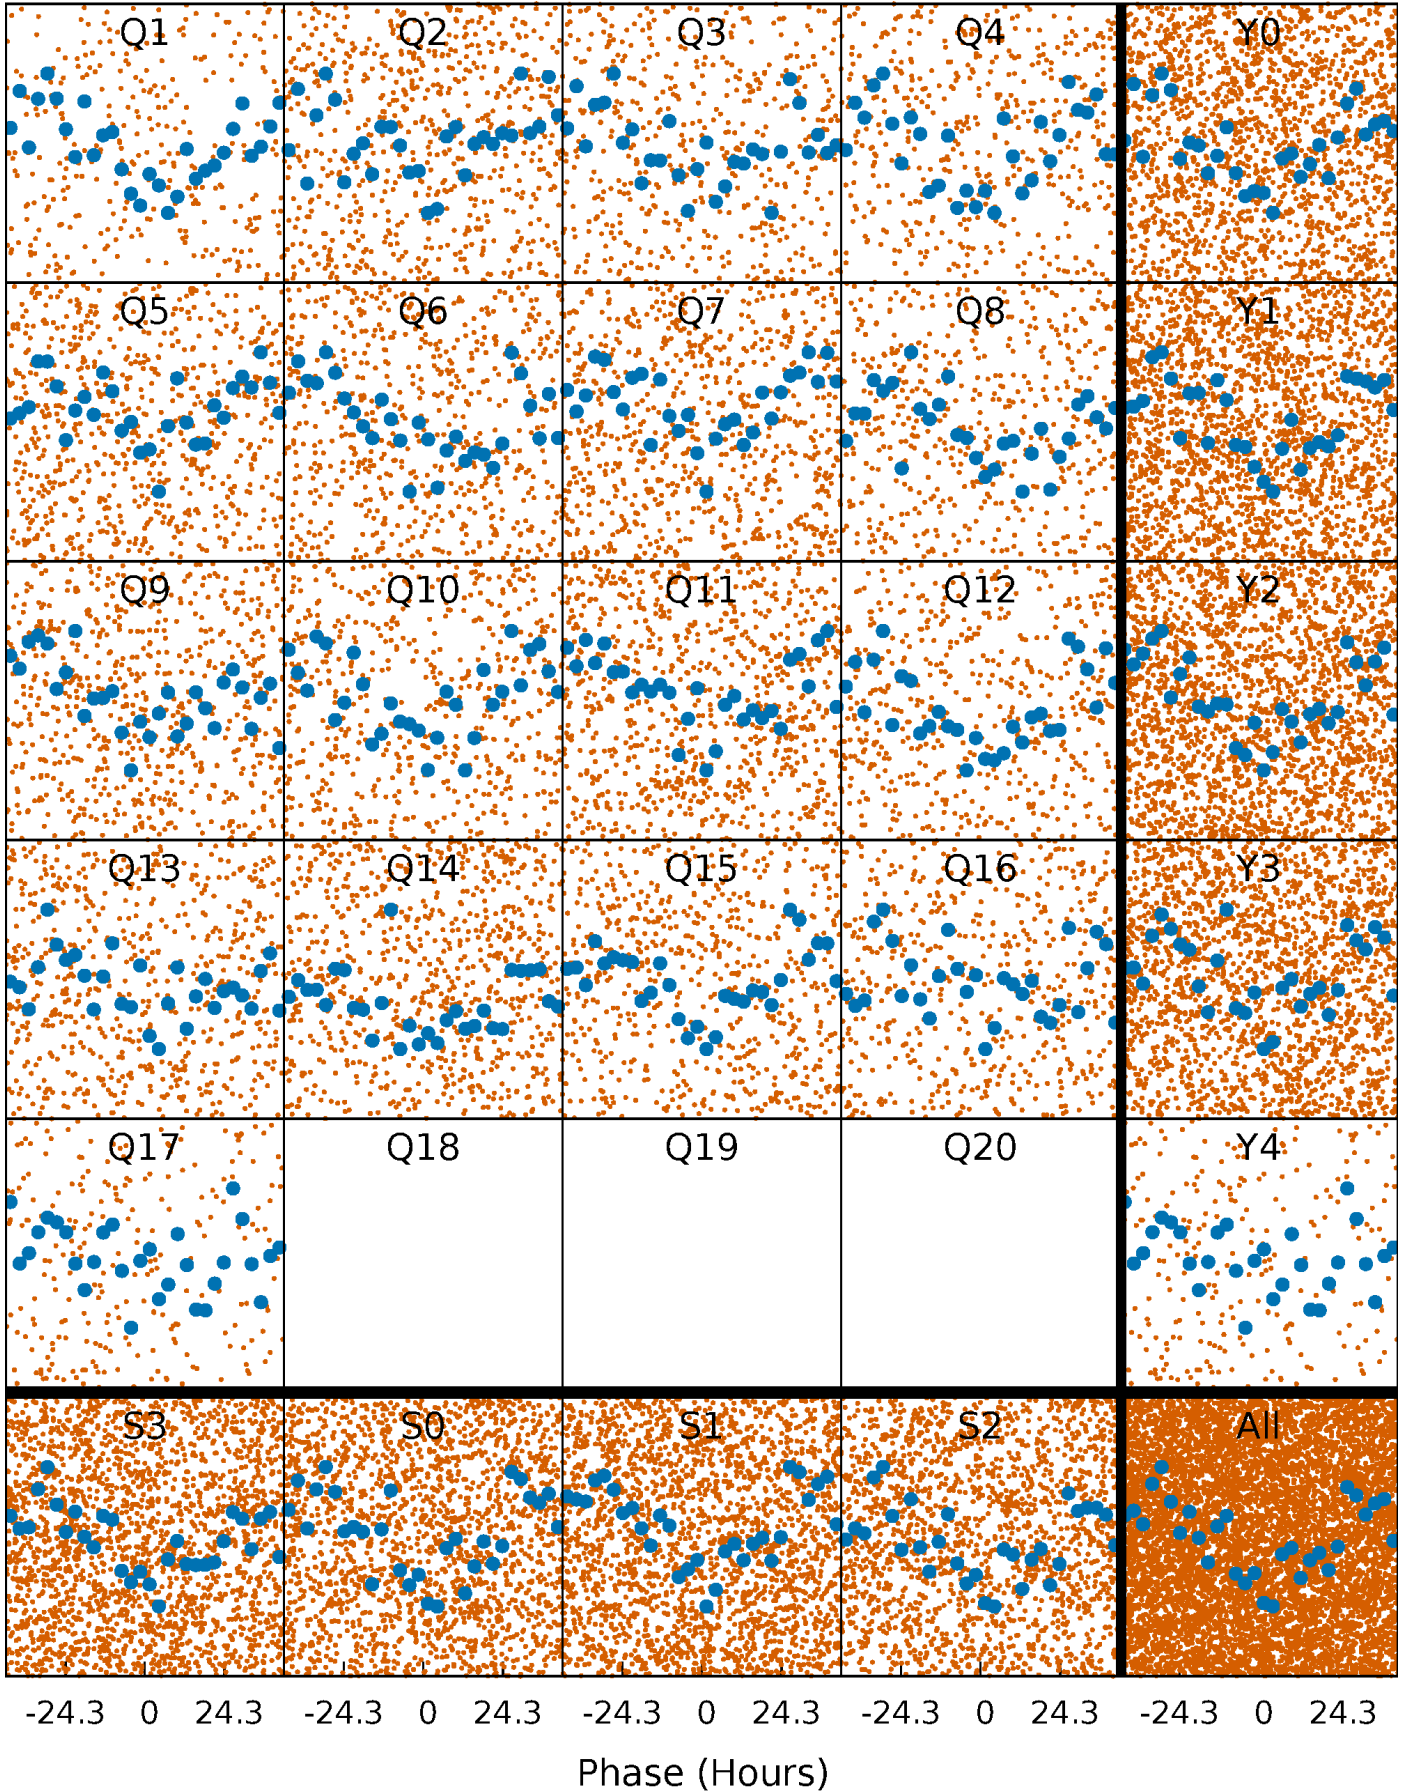 Q1 Q2 Q3 Q4 Y0
Q5 Q6 Q7 Q8 Y1
Q9 Q10 Q11 Q12 Y2
Q13 Q14 Q15 Q16 Y3
Q17 Q18 Q19 Q20 Y4
S3 S0 S1 S2 All
-24.3 0 24.3 -24.3 0 24.3 -24.3 0 24.3 -24.3 0 24.3 -24.3 0 24.3
Phase (Hours)